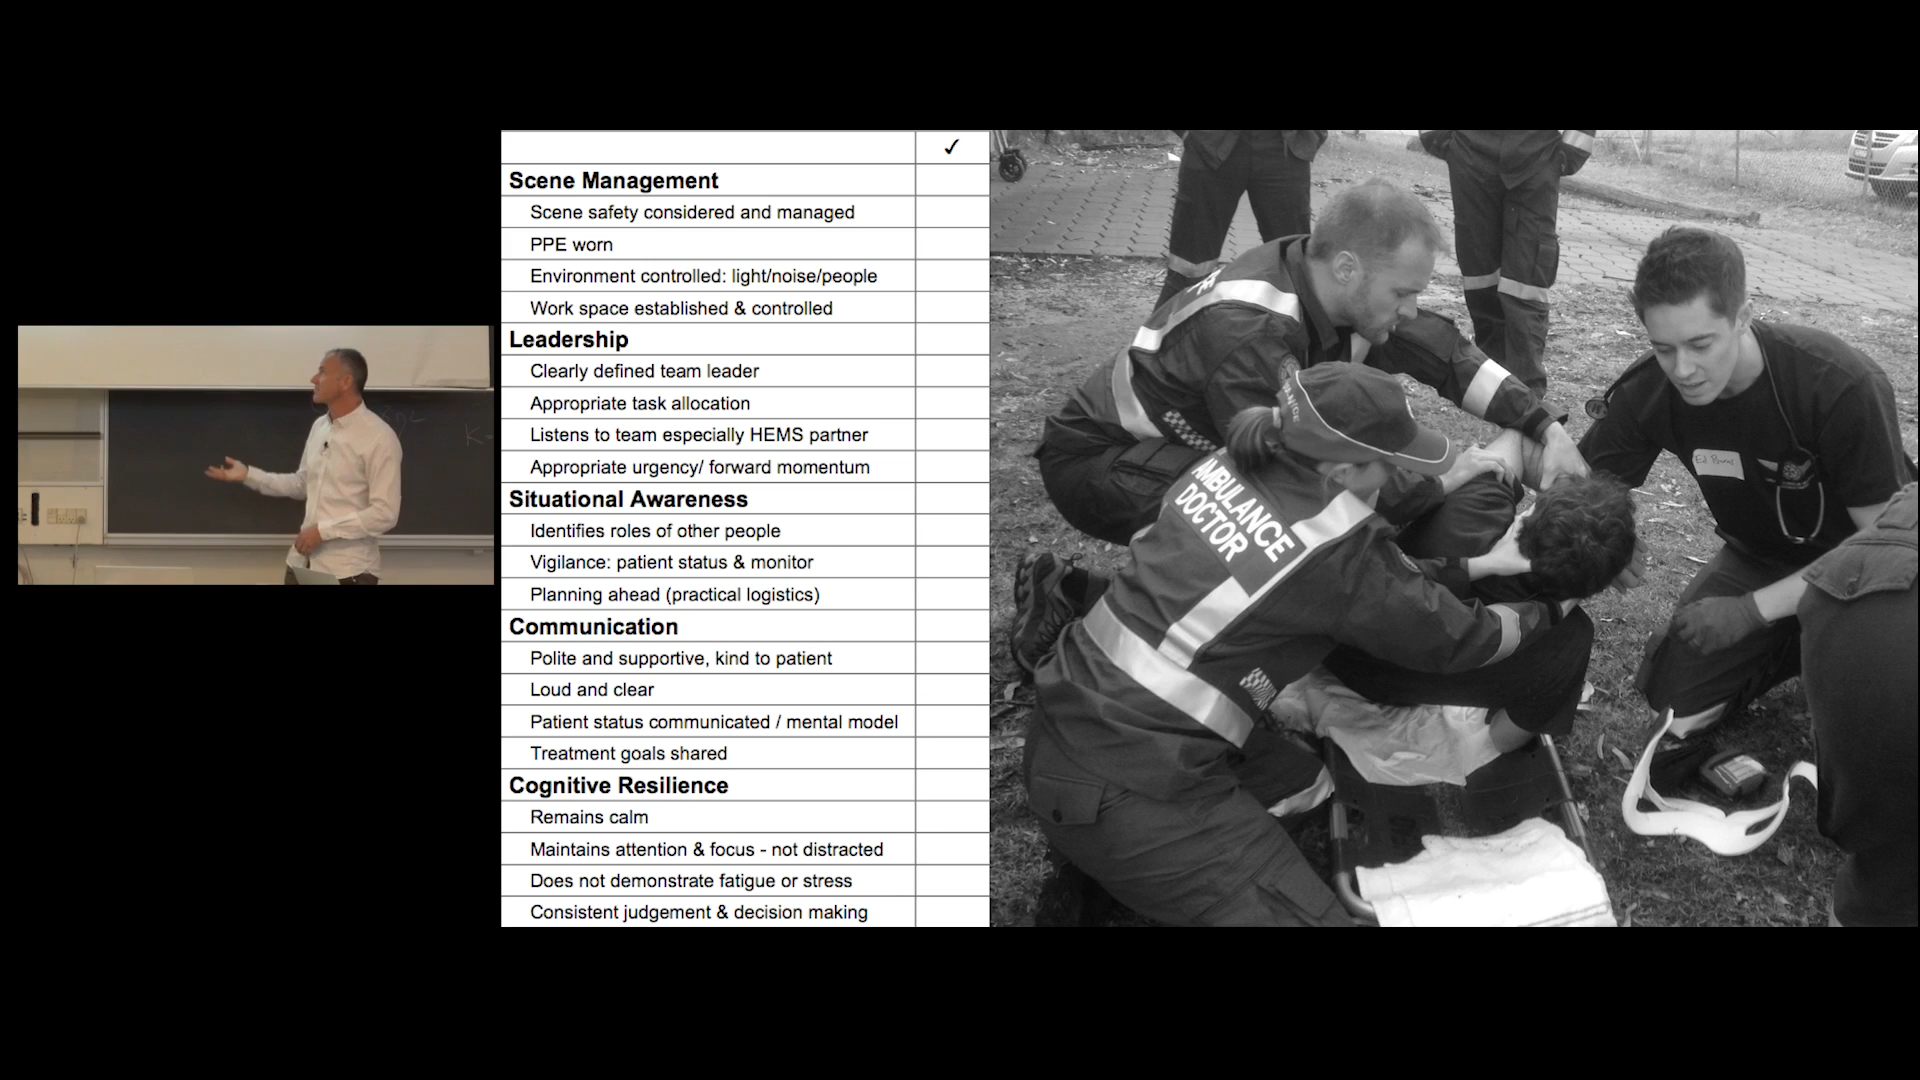 ✓
Scene Management
Scene safety considered and managed
PPE worn
Environment controlled: light/noise/people
Work space established & controlled
Leadership
Clearly defined team leader
Appropriate task allocation
Listens to team especially HEMS partner
Appropriate urgency/ forward momentum
Situational Awareness
Identifies roles of other people
Vigilance: patient status & monitor
Planning ahead (practical logistics)
Communication
Polite and supportive, kind to patient
Loud and clear
Patient status communicated / mental model
Treatment goals shared
Cognitive Resilience
Remains calm
Maintains attention & focus - not distracted
Does not demonstrate fatigue or stress
Consistent judgement & decision making
AMBULANCE
DOCTOR
Ed